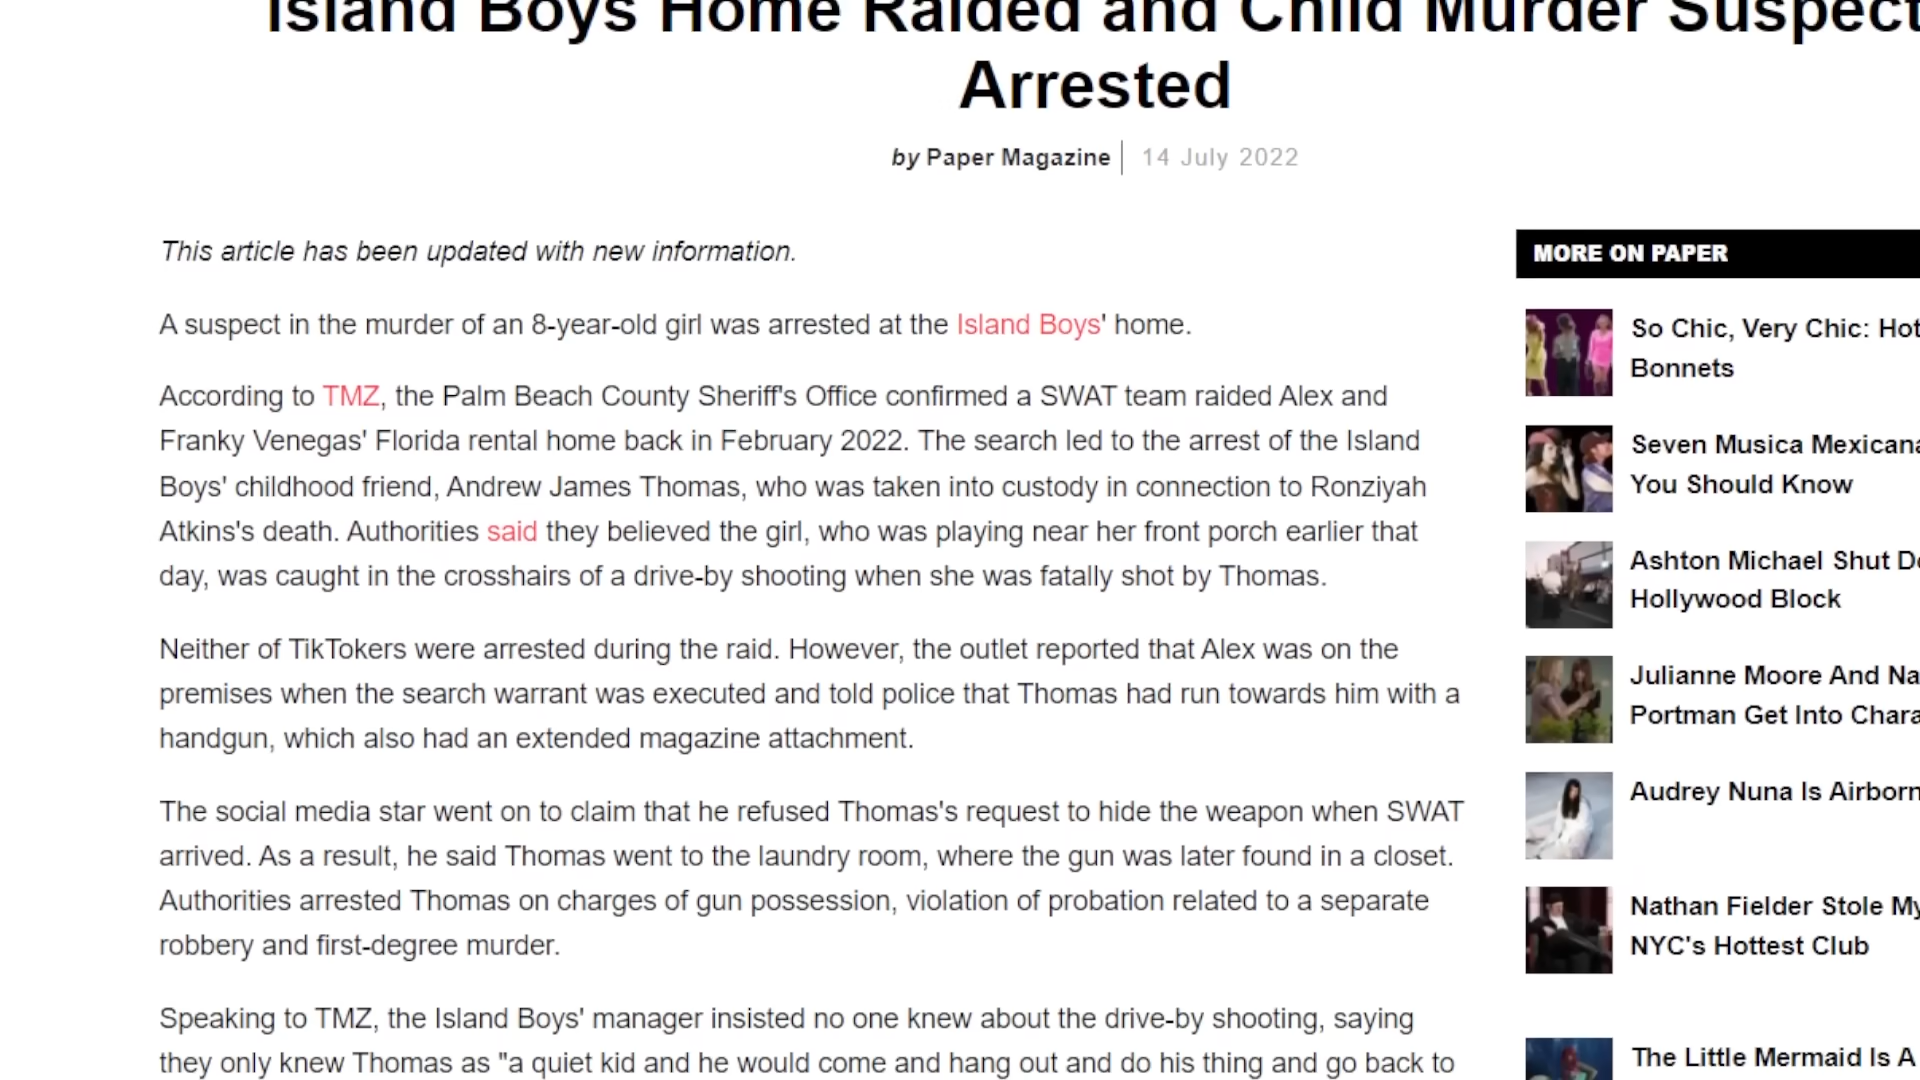 Island Boys Home Raided and Child Murder Suspect
Arrested
by Paper Magazine | 14 July 2022
This article has been updated with new information.
A suspect in the murder of an 8-year-old girl was arrested at the Island Boys' home.
According to TMZ, the Palm Beach County Sheriff's Office confirmed a SWAT team raided Alex and
Franky Venegas' Florida rental home back in February 2022. The search led to the arrest of the Island
Boys' childhood friend, Andrew James Thomas, who was taken into custody in connection to Ronziyah
Atkins's death. Authorities said they believed the girl, who was playing near her front porch earlier that
day, was caught in the crosshairs of a drive-by shooting when she was fatally shot by Thomas.
Neither of TikTokers were arrested during the raid. However, the outlet reported that Alex was on the
premises when the search warrant was executed and told police that Thomas had run towards him with a
handgun, which also had an extended magazine attachment.
The social media star went on to claim that he refused Thomas's request to hide the weapon when SWAT
arrived. As a result, he said Thomas went to the laundry room, where the gun was later found in a closet.
Authorities arrested Thomas on charges of gun possession, violation of probation related to a separate
robbery and first-degree murder.
Speaking to TMZ, the Island Boys' manager insisted no one knew about the drive-by shooting, saying
they only knew Thomas as "a quiet kid and he would come and hang out and do his thing and go back to
MORE ON PAPER
So Chic, Very Chic: Hot
Bonnets
Seven Musica Mexicana
You Should Know
Ashton Michael Shut
Hollywood Block
Julianne Moore And
Portman Get Into
Audrey Nuna Is
Nathan Fielder Stole
NYC's Hottest Club
The Little Mermaid Is A